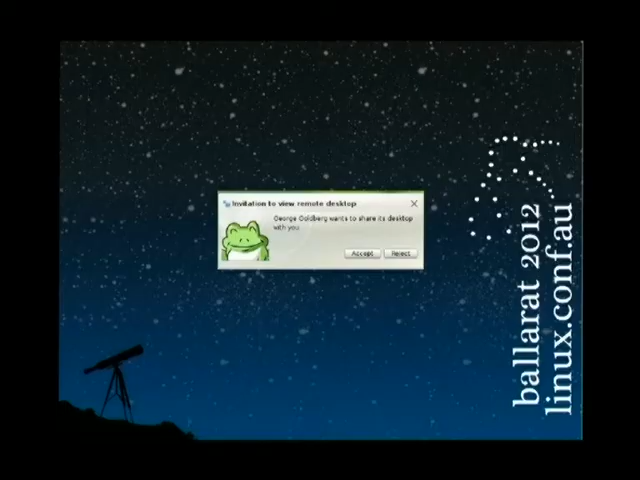 Invitation to view remote desktop
George Goldberg wants to share its desktop
with you
Accept
Reject
ballarat 2012
linux.conf.au